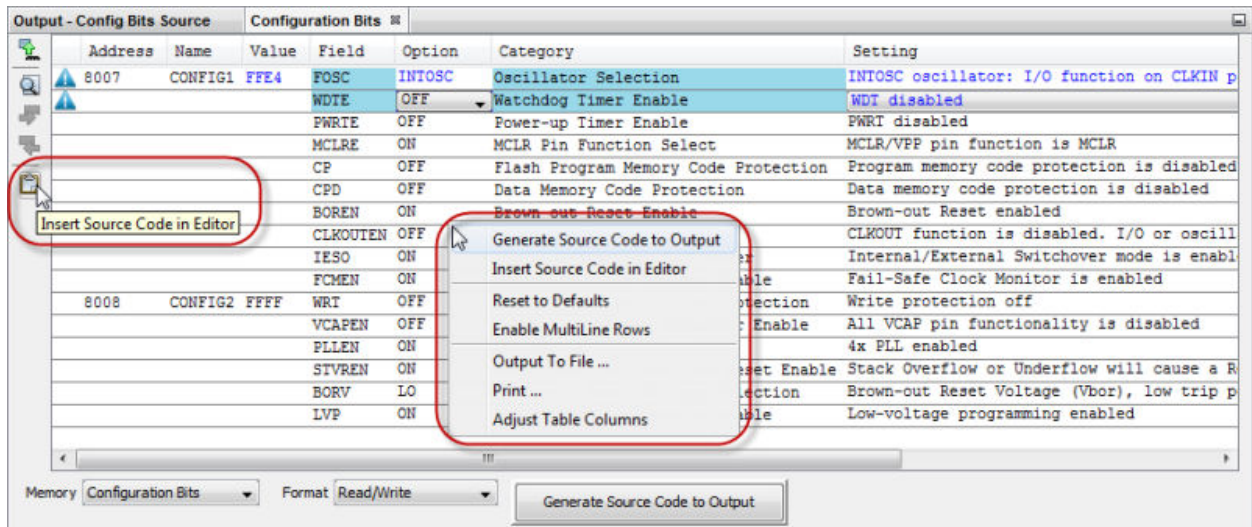 Output - Config Bits Source Configuration Bits
Address Name Value Field Option Category Setting
8007 CONFIG1 FFE4 FOSC INTOSC Oscillator Selection INTOSC oscillator: I/O function on CLKIN p
WDTE OFF Watchdog Timer Enable WDT disabled
PWRTE OFF Power-up Timer Enable PWRT disabled
MCLRE ON MCLR Pin Function Select MCLR/VPP pin function is MCLR
CP OFF Flash Program Memory Code Protection Program memory code protection is disabled
CPD OFF Data Memory Code Protection Data memory code protection is disabled
BOREN ON Brown-out Reset Enable Brown-out Reset enabled
Insert Source Code in Editor
CLKOUTEN OFF CLKOUT function is disabled. I/O or oscill
Generate Source Code to Output
IESO ON Internal/External Switchover mode is enabl
Insert Source Code in Editor
FCMEN ON Fail-Safe Clock Monitor is enabled
8008 CONFIG2 FFFF WRT OFF Write protection off
Reset to Defaults
VCAPEN OFF Enable All VCAP pin functionality is disabled
Enable MultiLine Rows
PLLEN ON 4x PLL enabled
Output To File ...
STVREN ON Enable Stack Overflow or Underflow will cause a R
Print ...
BORV LO Brown-out Reset Voltage (Vbor), low trip p
LVP ON Low-voltage programming enabled
Adjust Table Columns
Memory Configuration Bits Format Read/Write Generate Source Code to Output